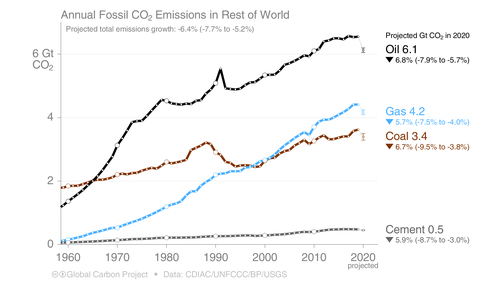 Annual Fossil CO₂ Emissions in Rest of World
Projected total emissions growth: -6.4% (-7.7% to -5.2%)
Projected Gt CO₂ in 2020
6 Gt
CO₂
4
2
0
Oil 6.1
▼ 6.8% (-7.9% to -5.7%)
Gas 4.2
▼ 5.7% (-7.5% to -4.0%)
Coal 3.4
▼ 6.7% (-9.5% to -3.8%)
Cement 0.5
▼ 5.9% (-8.7% to -3.0%)
1960 1970 1980 1990 2000 2010 2020
projected
Global Carbon Project • Data: CDIAC/UNFCCC/BP/USGS